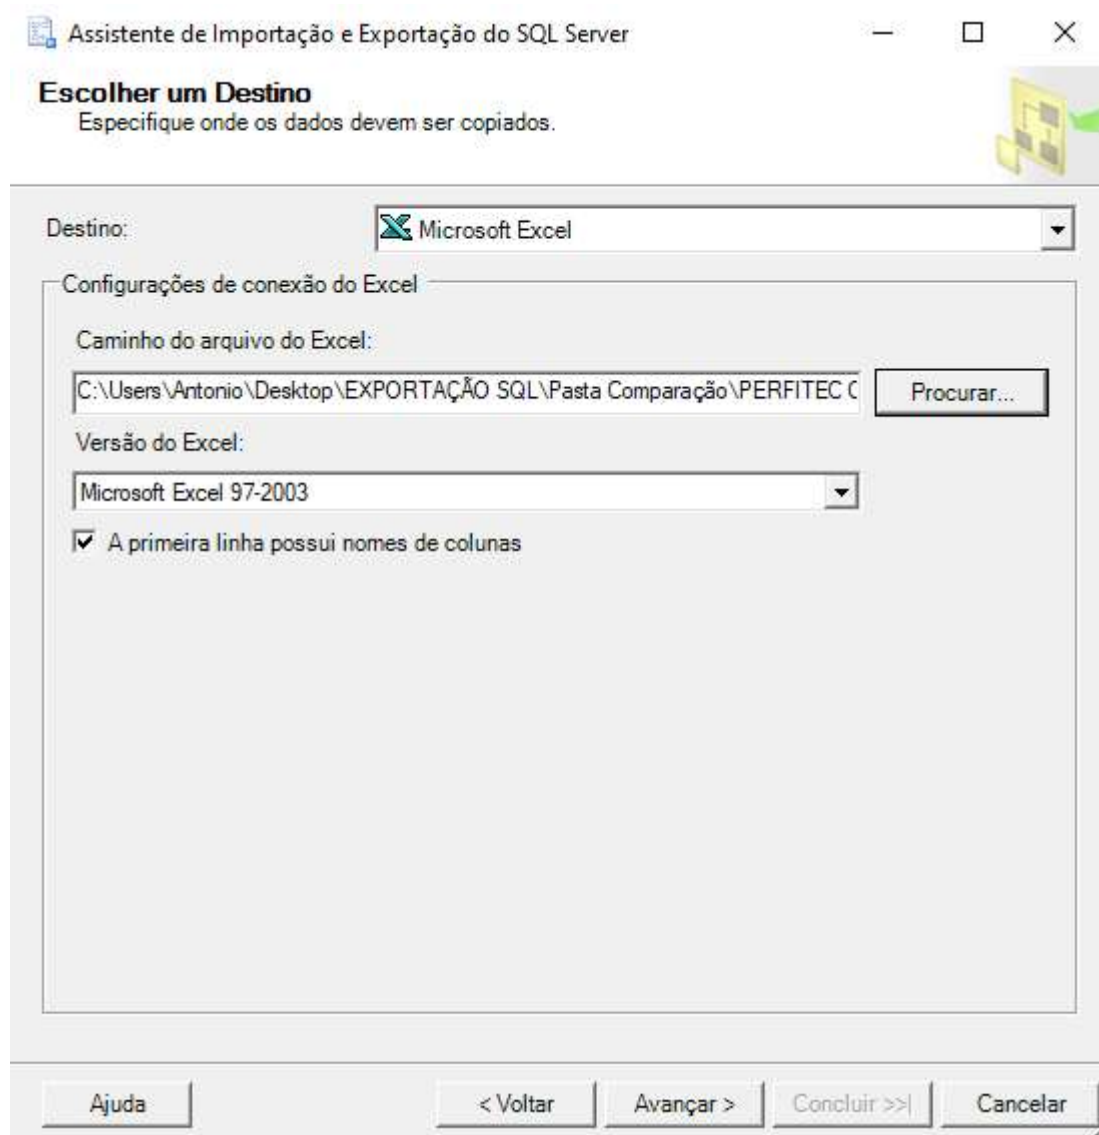 Assistente de Importação e Exportação do SQL Server
Escolher um Destino
Especifique onde os dados devem ser copiados.
Destino:
Microsoft Excel
Configurações de conexão do Excel
Caminho do arquivo do Excel:
C:\Users\Antonio\Desktop\EXPORTAÇÃO SQL\Pasta Comparação\PERFITEC
Procurar...
Versão do Excel:
Microsoft Excel 97-2003
A primeira linha possui nomes de colunas
Ajuda
< Voltar
Avançar >
Concluir >>|
Cancelar